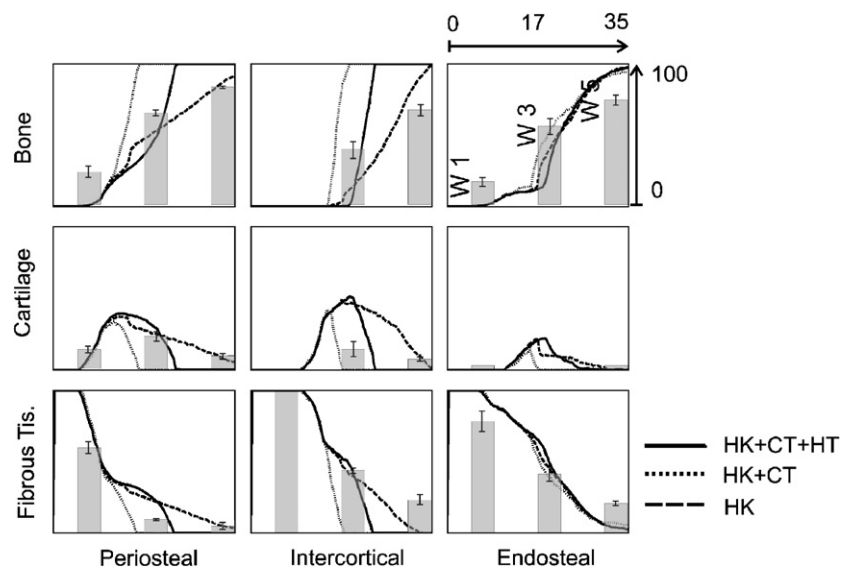 0 17 35
Bone
W 1
W 3
W 5
100
0
Cartilage
Fibrous Tis.
HK+CT+HT
HK+CT
HK
Periosteal Intercortical Endosteal